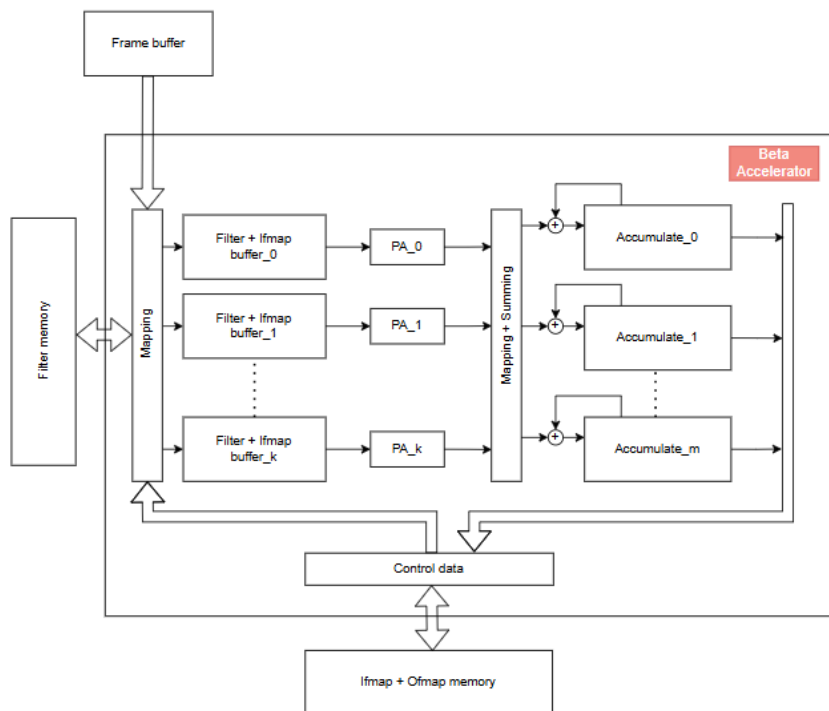 Frame buffer
Beta
Accelerator
Filter memory
Mapping
Filter + Ifmap
buffer_0
PA_0
Mapping + Summing
+
Accumulate_0
Filter + Ifmap
buffer_1
PA_1
+
Accumulate_1
Filter + Ifmap
buffer_k
PA_k
+
Accumulate_m
Control data
Ifmap + Ofmap memory